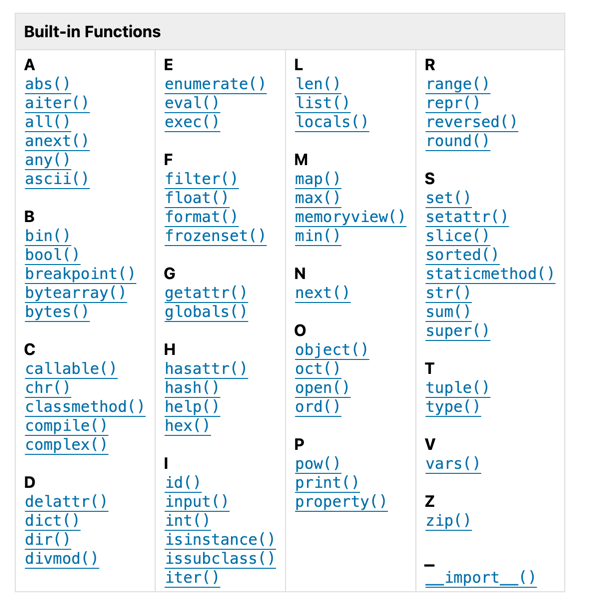 Built-in Functions
A
abs()
aiter()
all()
anext()
any()
ascii()
B
bin()
bool()
breakpoint()
bytearray()
bytes()
C
callable()
chr()
classmethod()
compile()
complex()
D
delattr()
dict()
dir()
divmod()
E
enumerate()
eval()
exec()
F
filter()
float()
format()
frozenset()
G
getattr()
globals()
H
hasattr()
hash()
help()
hex()
I
id()
input()
int()
isinstance()
issubclass()
iter()
L
len()
list()
locals()
M
map()
max()
memoryview()
min()
N
next()
O
object()
oct()
open()
ord()
P
pow()
print()
property()
R
range()
repr()
reversed()
round()
S
set()
setattr()
slice()
sorted()
staticmethod()
str()
sum()
super()
T
tuple()
type()
V
vars()
Z
zip()
_
__import__()